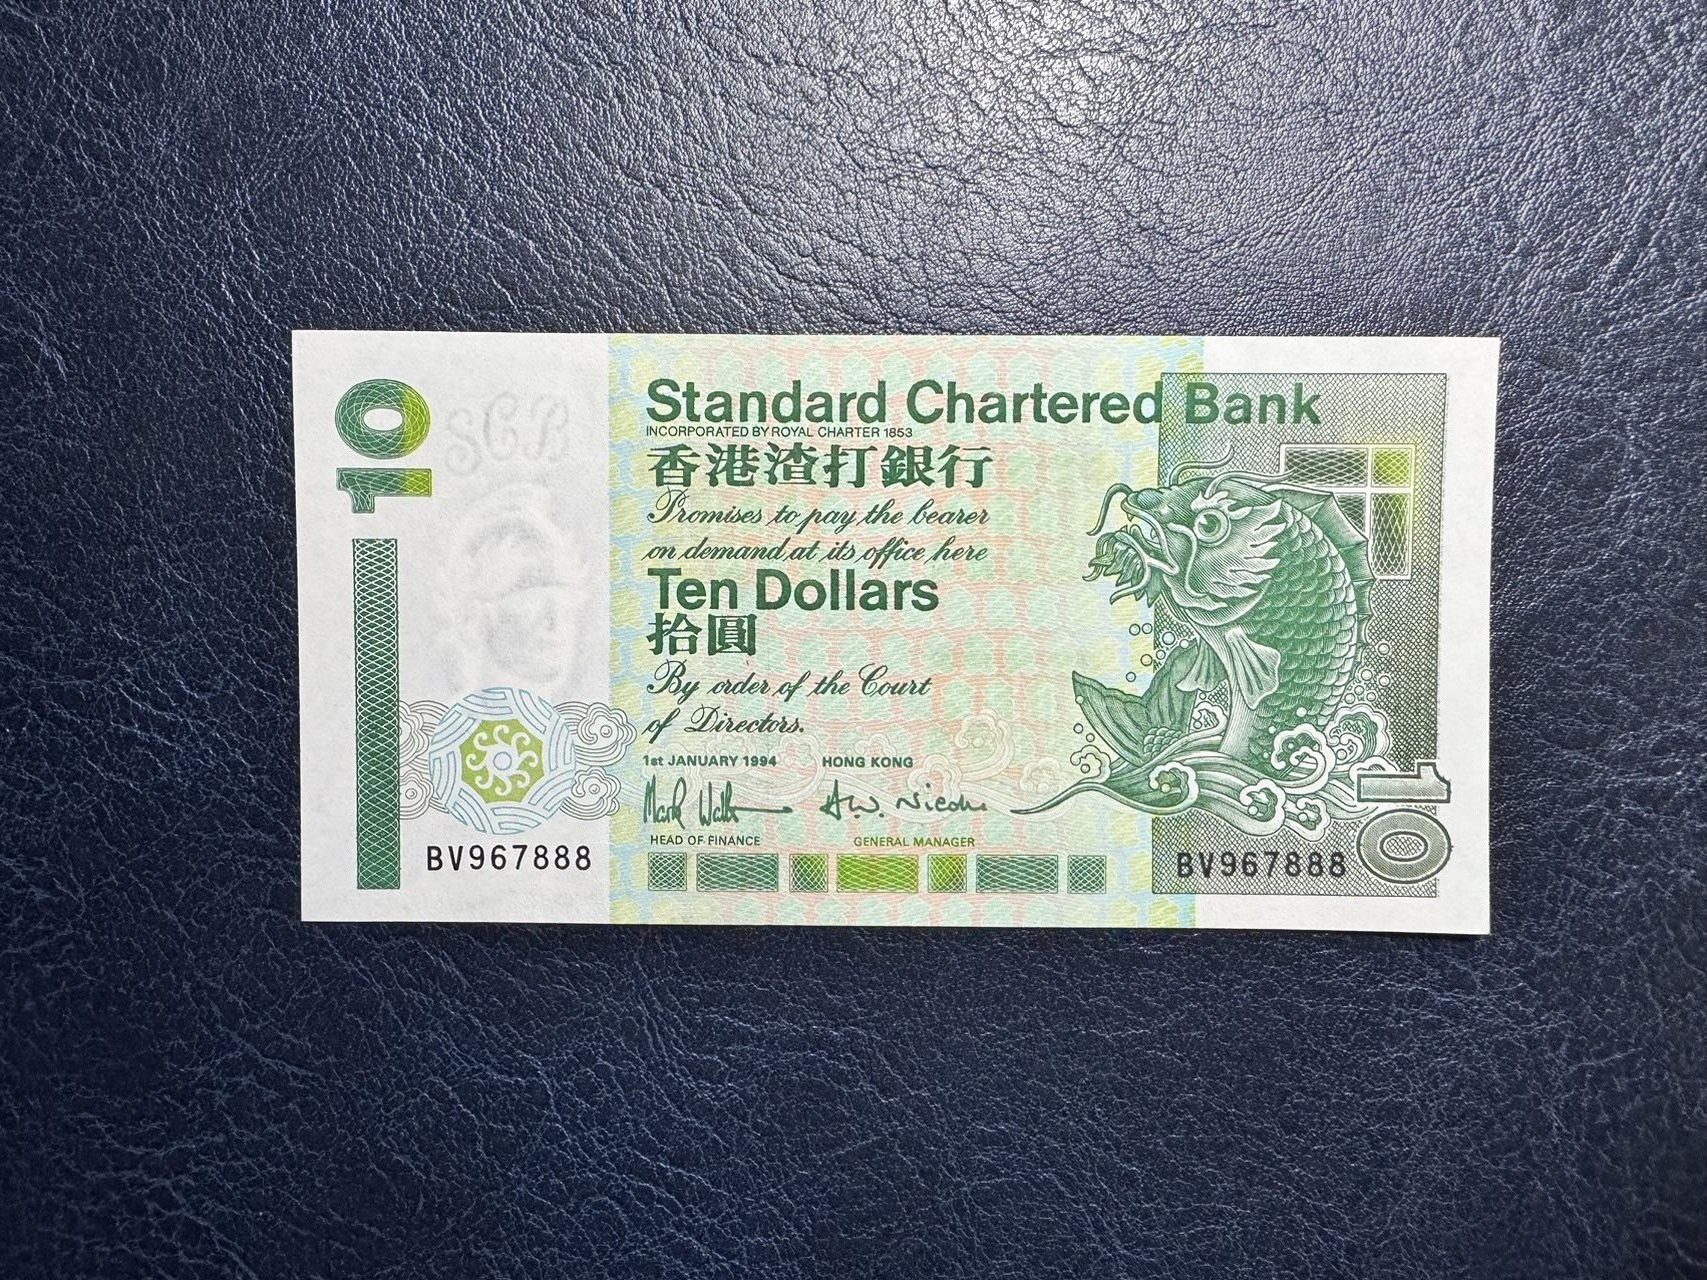 10
SCB
Standard Chartered Bank
INCORPORATED BY ROYAL CHARTER 1853
香港渣打銀行
Promises to pay the bearer
on demand at its office here
Ten Dollars
拾圓
By order of the Court
of Directors.
1st JANUARY 1994 HONG KONG
HEAD OF FINANCE GENERAL MANAGER
BV967888
BV967888
10